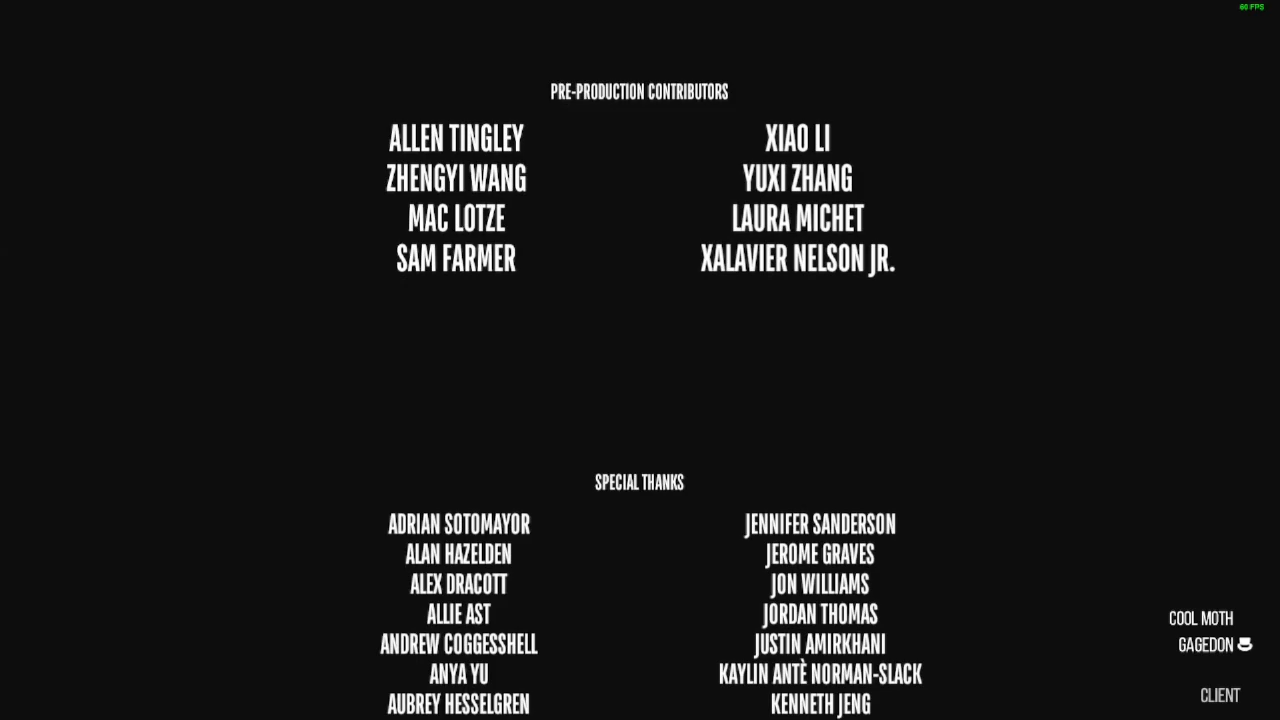 60 FPS
PRE-PRODUCTION CONTRIBUTORS
ALLEN TINGLEY
XIAO LI
ZHENGYI WANG
YUXI ZHANG
MAC LOTZE
LAURA MICHET
SAM FARMER
XALAVIER NELSON JR.
SPECIAL THANKS
ADRIAN SOTOMAYOR
JENNIFER SANDERSON
ALAN HAZELDEN
JEROME GRAVES
ALEX DRACOTT
JON WILLIAMS
ALLIE AST
JORDAN THOMAS
ANDREW COGGESSHELL
JUSTIN AMIRKHANI
ANYA YU
KAYLIN ANTÈ NORMAN-SLACK
AUBREY HESSELGREN
KENNETH JENG
COOL MOTH
GAGEDON
CLIENT